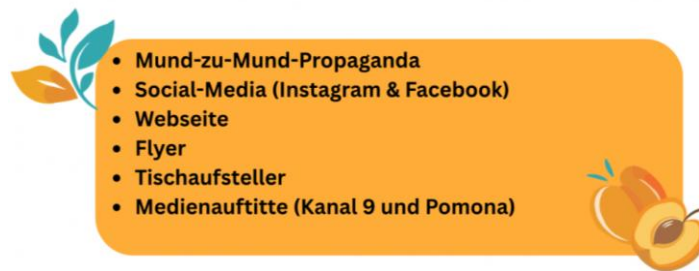 • Mund-zu-Mund-Propaganda
• Social-Media (Instagram & Facebook)
• Webseite
• Flyer
• Tischaufsteller
• Medienauftitte (Kanal 9 und Pomona)